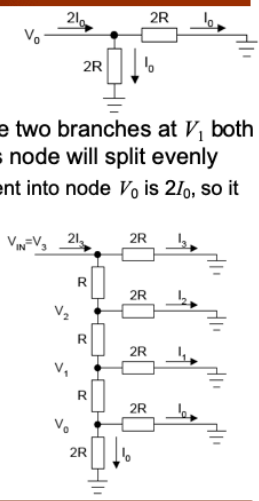 2I₀ 2R I₀
V₀
2R I₀
e two branches at V₁ both
s node will split evenly
ent into node V₀ is 2I₀, so it
V_IN=V₃ 2I₃ 2R I₃
R
2R I₂
V₂
R
2R I₁
V₁
R
2R I₀
V₀
2R I₀